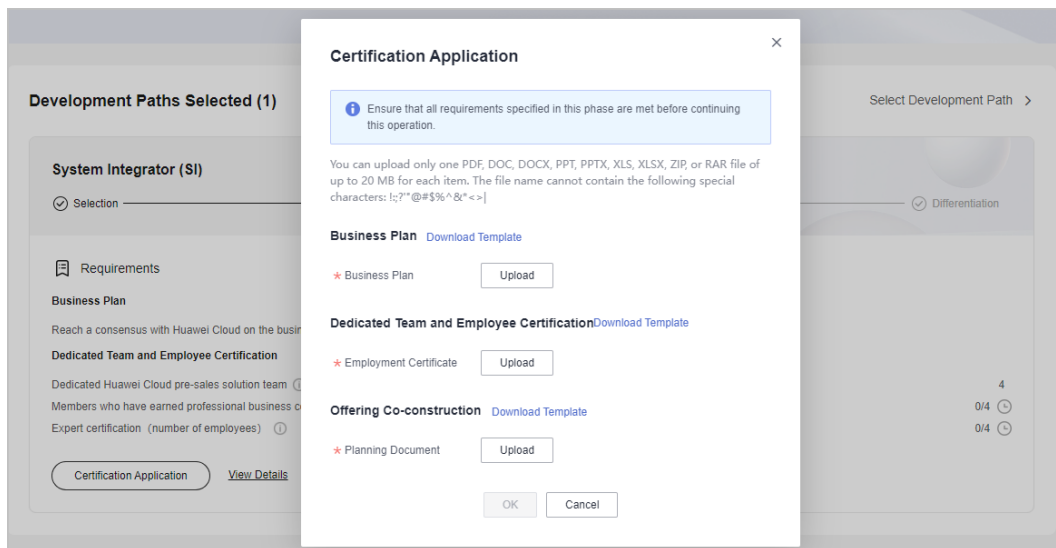 Development Paths Selected (1)
Select Development Path
System Integrator (SI)
Selection
Differentiation
Requirements
Business Plan
Reach a consensus with Huawei Cloud on the busin
Dedicated Team and Employee Certification
Dedicated Huawei Cloud pre-sales solution team
4
Members who have earned professional business c
0/4
Expert certification (number of employees)
0/4
Certification Application
View Details
Certification Application
Ensure that all requirements specified in this phase are met before continuing
this operation.
You can upload only one PDF, DOC, DOCX, PPT, PPTX, XLS, XLSX, ZIP, or RAR file of
up to 20 MB for each item. The file name cannot contain the following special
characters: !:;?'"@#$%^&*<>|
Business Plan Download Template
* Business Plan Upload
Dedicated Team and Employee Certification Download Template
* Employment Certificate Upload
Offering Co-construction Download Template
* Planning Document Upload
OK Cancel